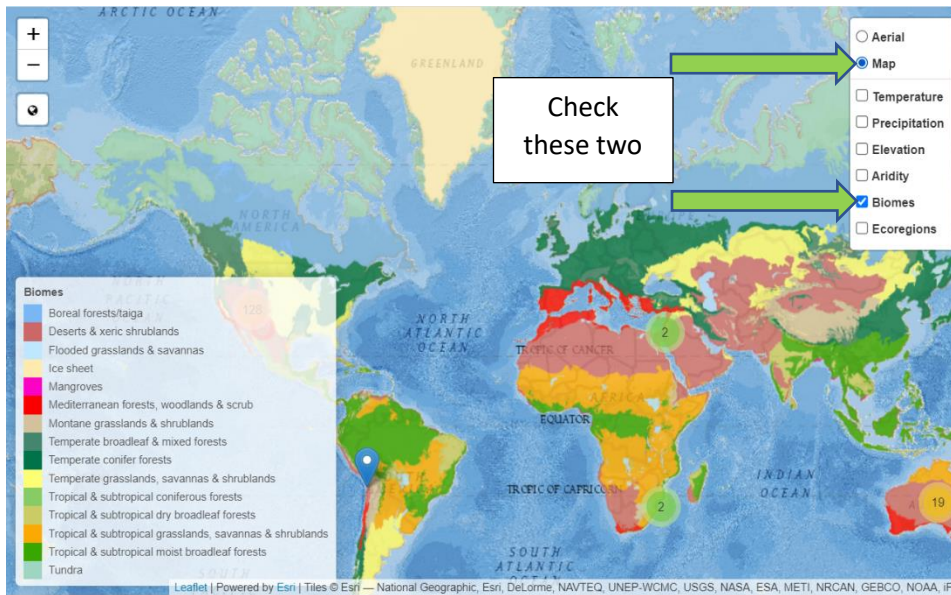 ARCTIC OCEAN
+
−
GREENLAND
Check
these two
Aerial
Map
Temperature
Precipitation
Elevation
Aridity
Biomes
Ecoregions
NORTH
AMERICA
EUROPE
NORTH
PACIFIC
128
NORTH
ATLANTIC
OCEAN
2
TROPIC OF CANCER
AFRICA
EQUATOR
INDIAN
OCEAN
TROPIC OF CAPRICORN
2
19
SOUTH
ATLANTIC
OCEAN
Biomes
Boreal forests/taiga
Deserts & xeric shrublands
Flooded grasslands & savannas
Ice sheet
Mangroves
Mediterranean forests, woodlands & scrub
Montane grasslands & shrublands
Temperate broadleaf & mixed forests
Temperate conifer forests
Temperate grasslands, savannas & shrublands
Tropical & subtropical coniferous forests
Tropical & subtropical dry broadleaf forests
Tropical & subtropical grasslands, savannas & shrublands
Tropical & subtropical moist broadleaf forests
Tundra
Leaflet | Powered by Esri | Tiles © Esri — National Geographic, Esri, DeLorme, NAVTEQ, UNEP-WCMC, USGS, NASA, ESA, METI, NRCAN, GEBCO, NOAA, iP